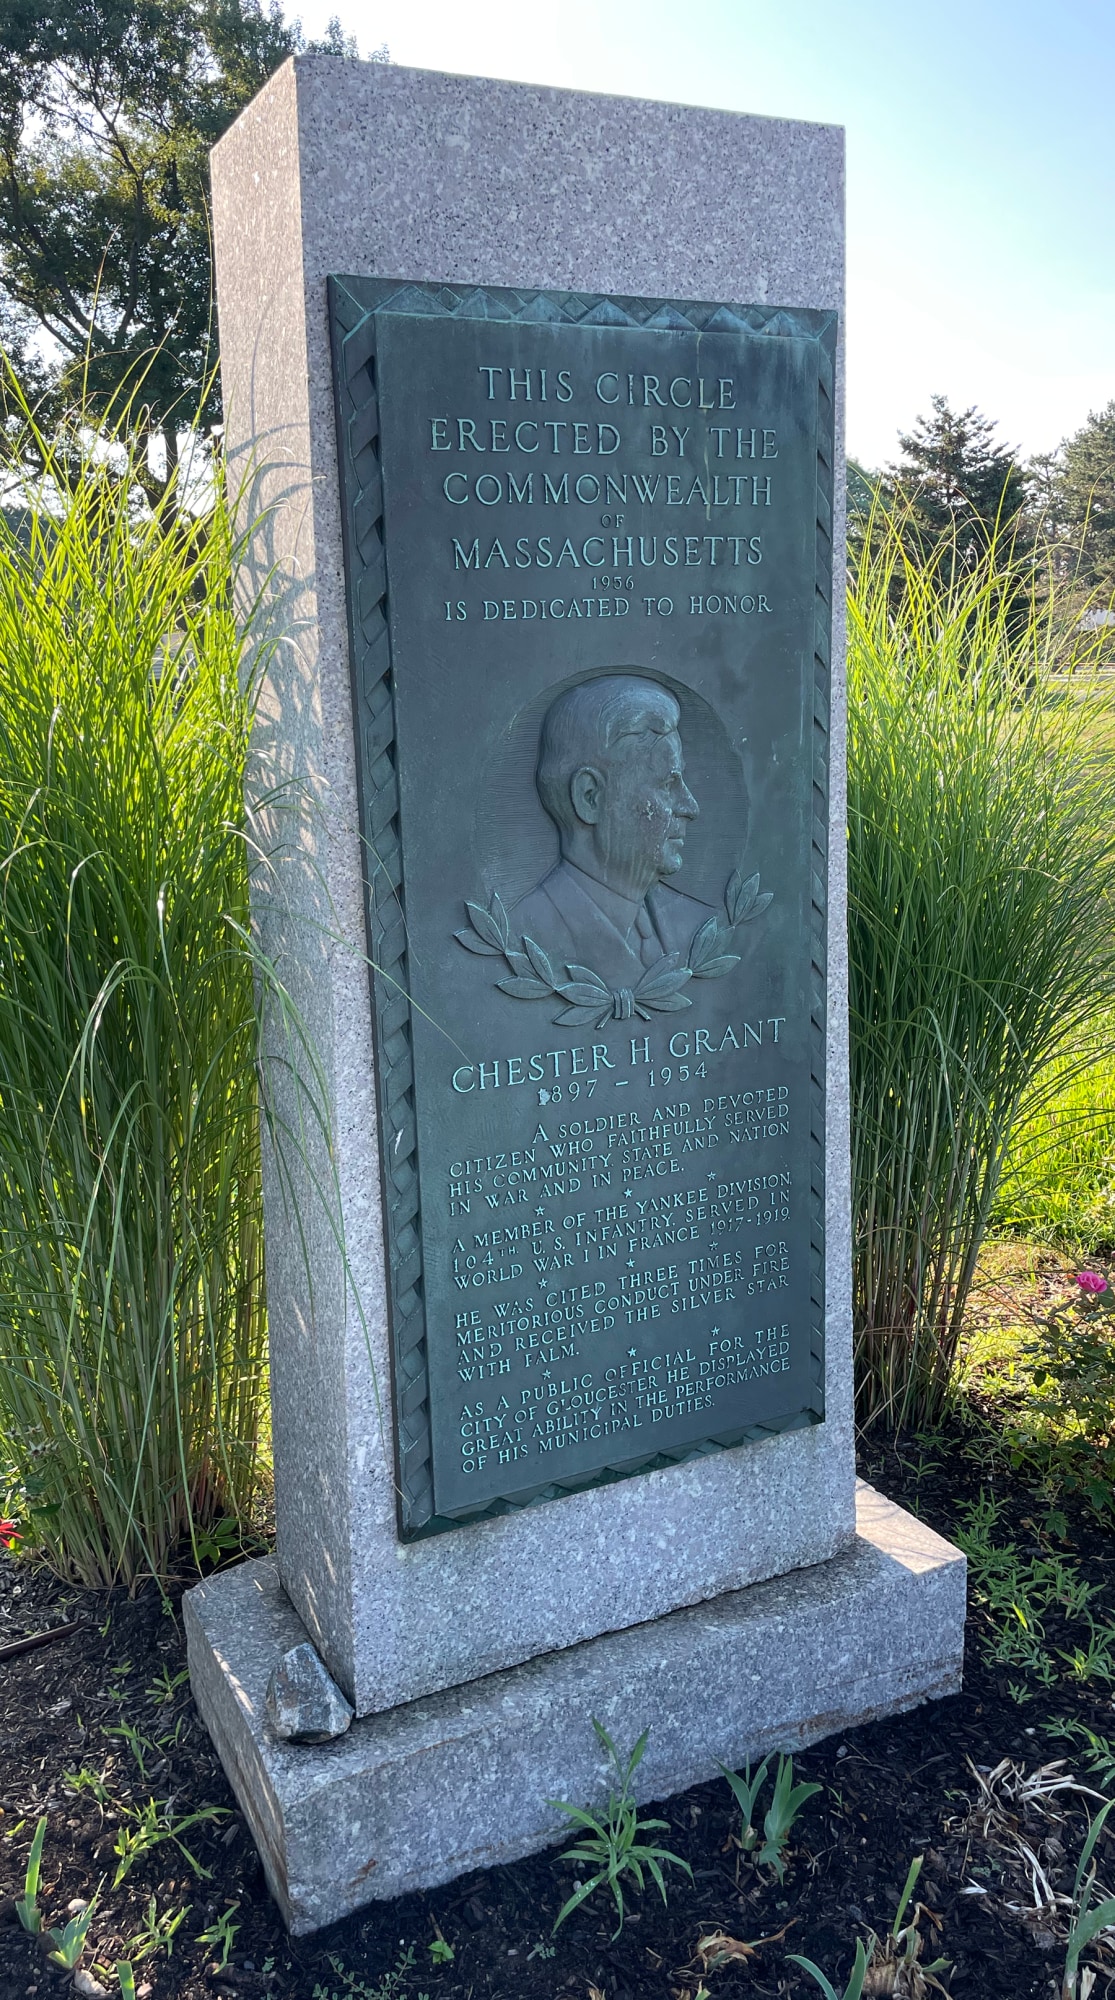 THIS CIRCLE
ERECTED BY THE
COMMONWEALTH
OF
MASSACHUSETTS
1956
IS DEDICATED TO HONOR
CHESTER H. GRANT
1897 – 1954
A SOLDIER AND DEVOTED
CITIZEN WHO FAITHFULLY SERVED
HIS COMMUNITY, STATE AND NATION
IN WAR AND IN PEACE.
A MEMBER OF THE YANKEE DIVISION,
104TH U.S. INFANTRY, SERVED IN
WORLD WAR I IN FRANCE 1917-1919.
HE WAS CITED THREE TIMES FOR
MERITORIOUS CONDUCT UNDER FIRE
AND RECEIVED THE SILVER STAR
WITH PALM.
AS A PUBLIC OFFICIAL FOR THE
CITY OF GLOUCESTER HE DISPLAYED
GREAT ABILITY IN THE PERFORMANCE
OF HIS MUNICIPAL DUTIES.